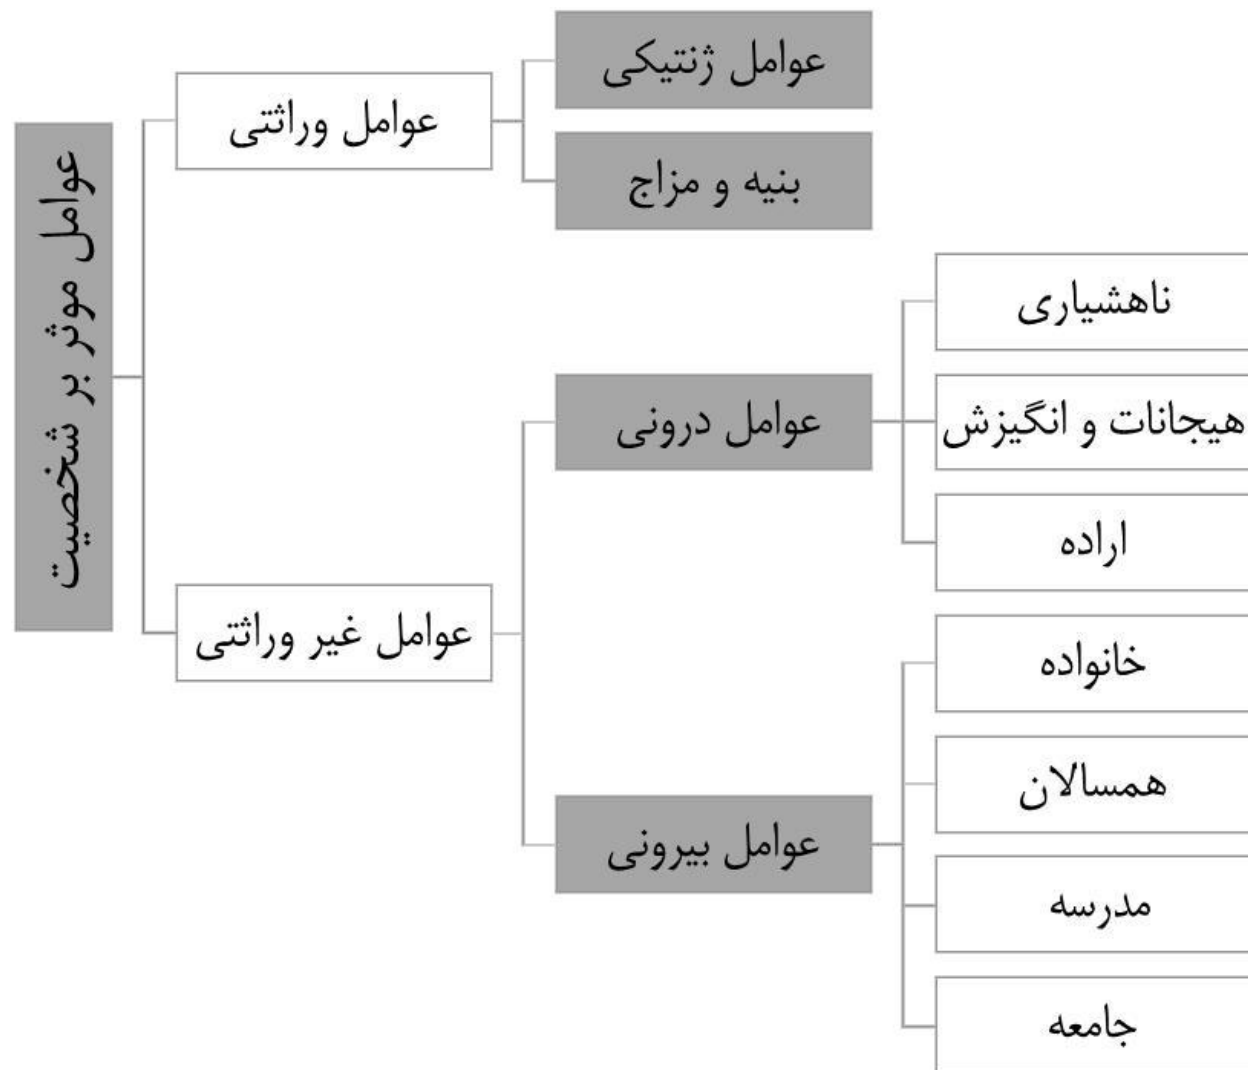 عوامل موثر بر شخصیت
عوامل وراثتی
عوامل ژنتیکی
بنیه و مزاج
عوامل غیر وراثتی
عوامل درونی
ناهشیاری
هیجانات و انگیزش
اراده
عوامل بیرونی
خانواده
همسالان
مدرسه
جامعه